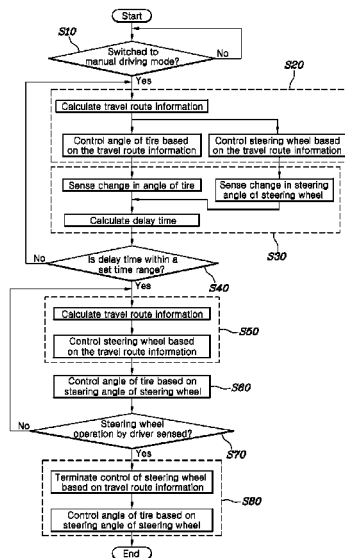 Start
S10
Switched to
manual driving mode?
No
Yes
S20
Calculate travel route information
Control angle of tire based
on the travel route information
Control steering wheel based
on the travel route information
Sense change in angle of tire
Sense change in steering
angle of steering wheel
Calculate delay time
S30
Is delay time within a
set time range?
No
S40
Yes
Calculate travel route information
S50
Control steering wheel based
on the travel route information
Control angle of tire based on
steering angle of steering wheel
S60
Steering wheel
operation by driver sensed?
No
S70
Yes
Terminate control of steering wheel
based on travel route information
S80
Control angle of tire based on
steering angle of steering wheel
End